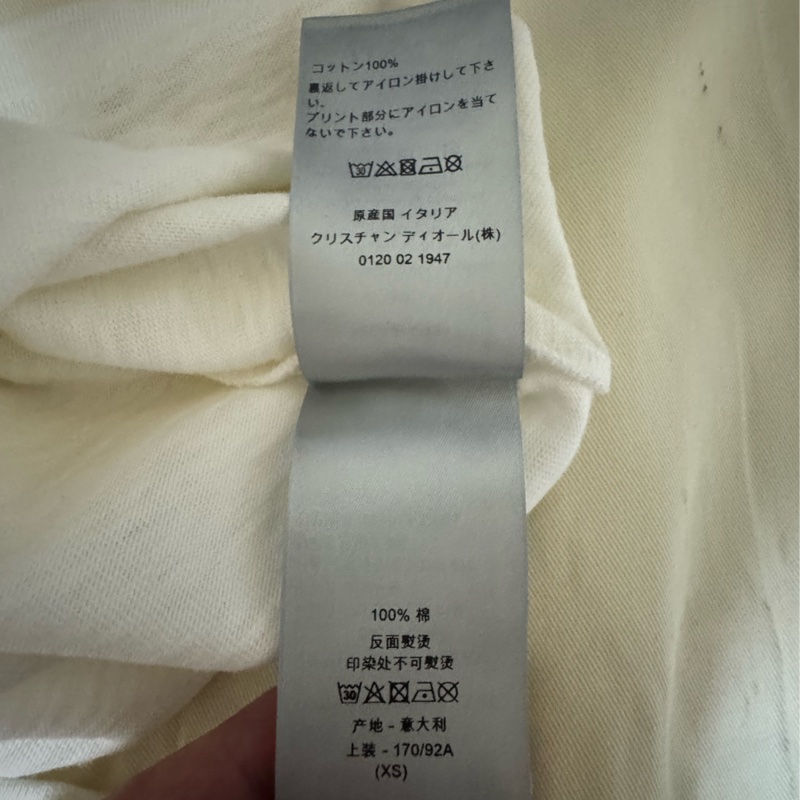 コットン100%
裏返してアイロン掛けして下さ
い。
プリント部分にアイロンを当て
ないで下さい。
30
原産国 イタリア
クリスチャン ディオール(株)
0120 02 1947
100% 棉
反面熨烫
印染处不可熨烫
30
产地 - 意大利
上装 - 170/92A
(XS)